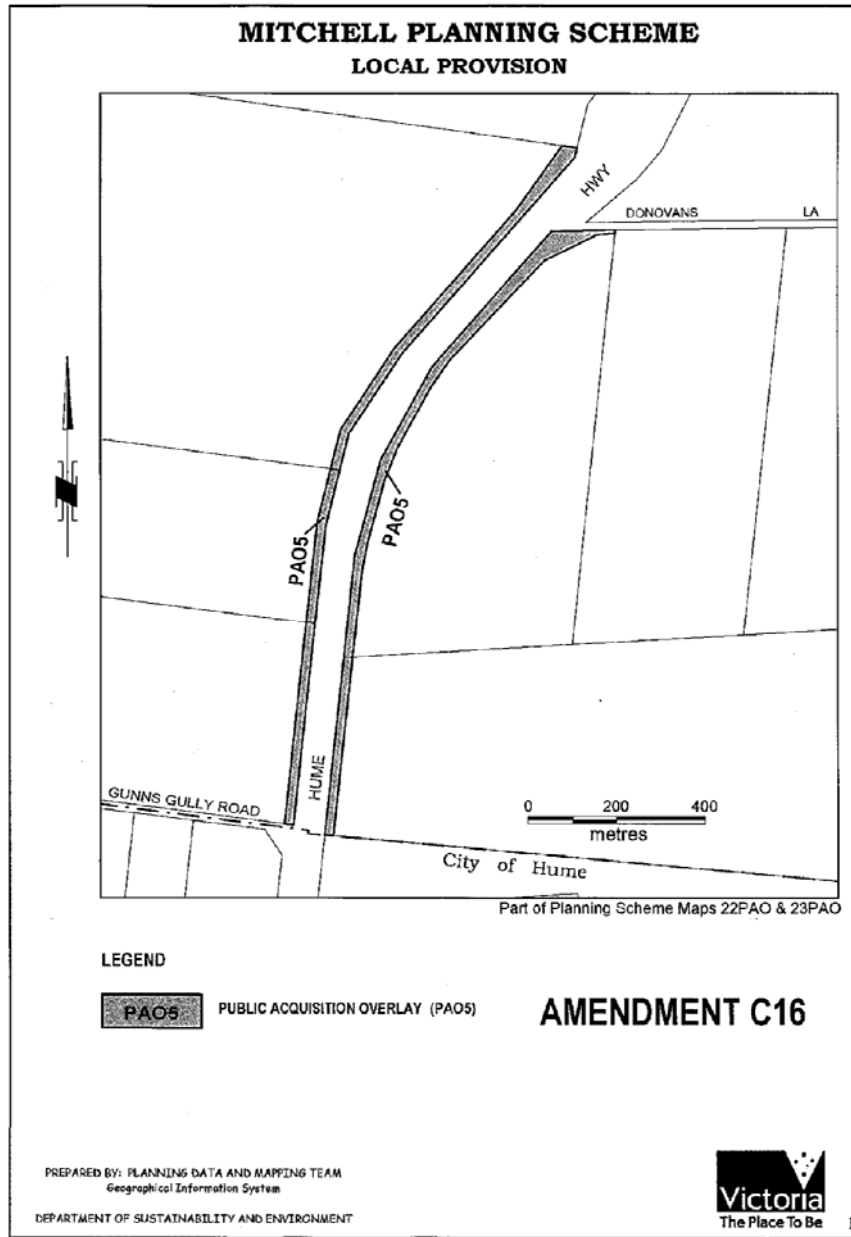 MITCHELL PLANNING SCHEME
LOCAL PROVISION
HWY
DONOVANS LA
PAO5
PAO5
HUME
GUNNS GULLY ROAD
0 200 400
metres
City of Hume
Part of Planning Scheme Maps 22PAO & 23PAO
LEGEND
PAO5 PUBLIC ACQUISITION OVERLAY (PAO5)
AMENDMENT C16
PREPARED BY: PLANNING DATA AND MAPPING TEAM
Geographical Information System
DEPARTMENT OF SUSTAINABILITY AND ENVIRONMENT
Victoria
The Place To Be